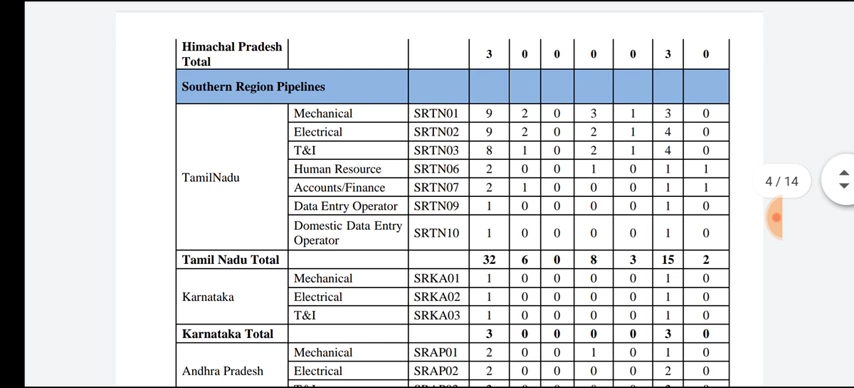 Himachal Pradesh Total 3 0 0 0 0 3 0
Southern Region Pipelines
TamilNadu
Mechanical SRTN01 9 2 0 3 1 3 0
Electrical SRTN02 9 2 0 2 1 4 0
T&I SRTN03 8 1 0 2 1 4 0
Human Resource SRTN06 2 0 0 1 0 1 1
Accounts/Finance SRTN07 2 1 0 0 0 1 1
Data Entry Operator SRTN09 1 0 0 0 0 1 0
Domestic Data Entry Operator SRTN10 1 0 0 0 0 1 0
Tamil Nadu Total 32 6 0 8 3 15 2
Karnataka
Mechanical SRKA01 1 0 0 0 0 1 0
Electrical SRKA02 1 0 0 0 0 1 0
T&I SRKA03 1 0 0 0 0 1 0
Karnataka Total 3 0 0 0 0 3 0
Andhra Pradesh
Mechanical SRAP01 2 0 0 1 0 1 0
Electrical SRAP02 2 0 0 0 0 2 0
4 / 14